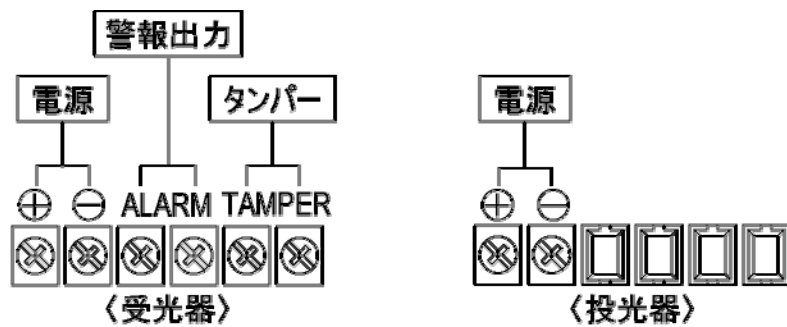 警報出力
電源 タンパー 電源
⊕ ⊖ ALARM TAMPER ⊕ ⊖
〈受光器〉 〈投光器〉